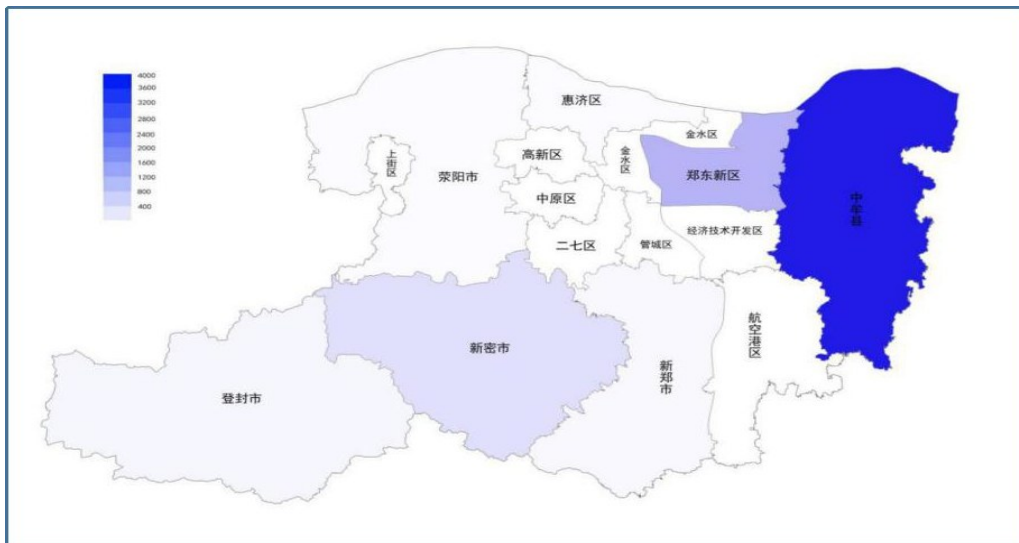 4000
3600
3200
2800
2400
2000
1600
1200
800
400
惠济区
金水区
高新区
金水区
上街区
荥阳市
郑东新区
中原区
中牟县
二七区
管城区
经济技术开发区
航空港区
新密市
新郑市
登封市